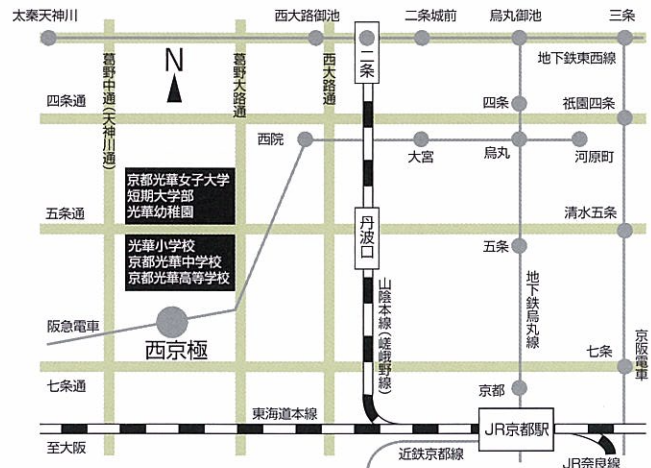 太秦天神川
西大路御池
二条城前
烏丸御池
三条
二条
地下鉄東西線
N
葛野中通(天神川通)
葛野大路通
西大路通
四条通
四条
祇園四条
西院
大宮
烏丸
河原町
京都光華女子大学
短期大学部
光華幼稚園
五条通
丹波口
清水五条
光華小学校
京都光華中学校
京都光華高等学校
五条
山陰本線(嵯峨野線)
地下鉄烏丸線
阪急電車
西京極
七条
京阪電車
七条通
京都
東海道本線
JR京都駅
至大阪
近鉄京都線
JR奈良線